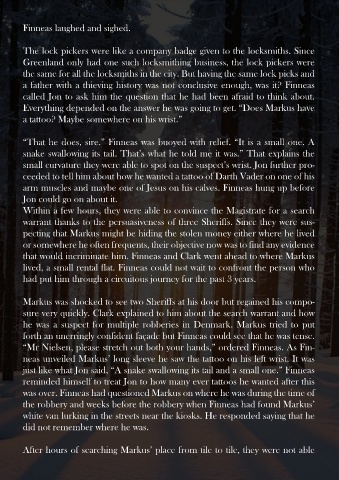 Finneas laughed and sighed.
The lock pickers were like a company badge given to the locksmiths. Since
Greenland only had one such locksmithing business, the lock pickers were
the same for all the locksmiths in the city. But having the same lock picks and
a father with a thieving history was not conclusive enough, was it? Finneas
called Jon to ask him the question that he had been afraid to think about.
Everything depended on the answer he was going to get. “Does Markus have
a tattoo? Maybe somewhere on his wrist.”
“That he does, sire.” Finneas was buoyed with relief. “It is a small one. A
snake swallowing its tail. That’s what he told me it was.” That explains the
small curvature they were able to spot on the suspect’s wrist. Jon further pro-
ceeded to tell him about how he wanted a tattoo of Darth Vader on one of his
arm muscles and maybe one of Jesus on his calves. Finneas hung up before
Jon could go on about it.
Within a few hours, they were able to convince the Magistrate for a search
warrant thanks to the persuasiveness of three Sheriffs. Since they were sus-
pecting that Markus might be hiding the stolen money either where he lived
or somewhere he often frequents, their objective now was to find any evidence
that would incriminate him. Finneas and Clark went ahead to where Markus
lived, a small rental flat. Finneas could not wait to confront the person who
had put him through a circuitous journey for the past 3 years.
Markus was shocked to see two Sheriffs at his door but regained his compo-
sure very quickly. Clark explained to him about the search warrant and how
he was a suspect for multiple robberies in Denmark. Markus tried to put
forth an unerringly confident facade but Finneas could see that he was tense.
“Mr Nielsen, please stretch out both your hands,” ordered Finneas. As Fin-
neas unveiled Markus’ long sleeve he saw the tattoo on his left wrist. It was
just like what Jon said, “A snake swallowing its tail and a small one.” Finneas
reminded himself to treat Jon to how many ever tattoos he wanted after this
was over. Finneas had questioned Markus on where he was during the time of
the robbery and weeks before the robbery when Finneas had found Markus’
white van lurking in the streets near the kiosks. He responded saying that he
did not remember where he was.
After hours of searching Markus’ place from tile to tile, they were not able